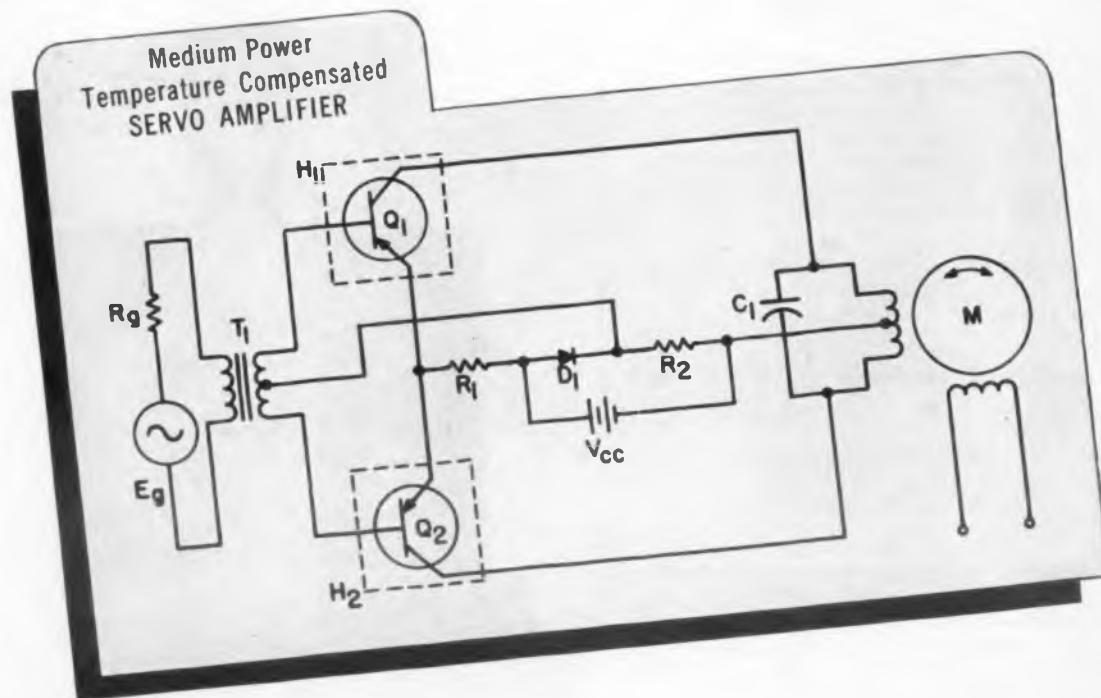 Medium Power
Temperature Compensated
SERVO AMPLIFIER
H1
Q1
Rg
T1
C1
M
R1
D1
R2
VCC
Eg
Q2
H2